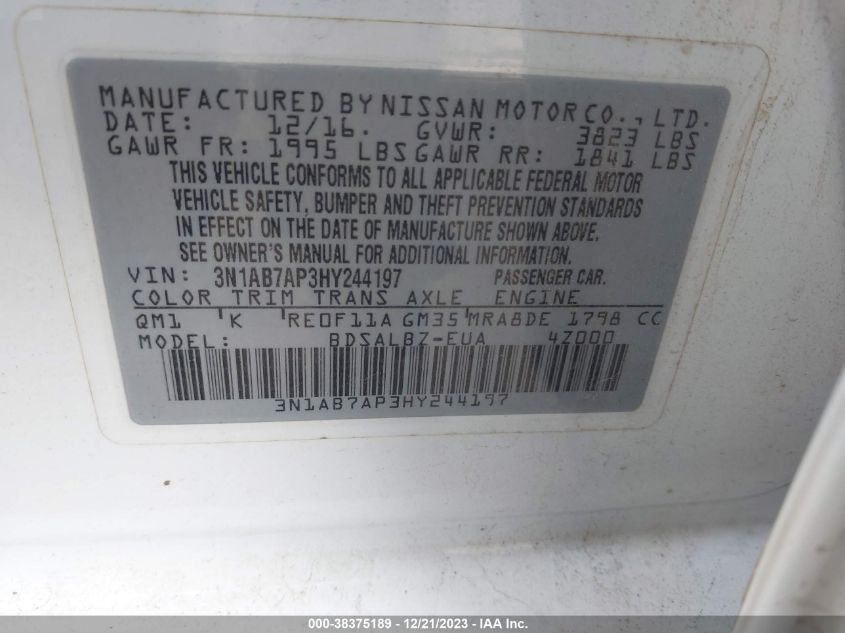 MANUFACTURED BY NISSAN MOTOR CO., LTD.
DATE: 12/16. GVWR: 3823 LBS
GAWR FR: 1995 LBS GAWR RR: 1841 LBS
THIS VEHICLE CONFORMS TO ALL APPLICABLE FEDERAL MOTOR
VEHICLE SAFETY, BUMPER AND THEFT PREVENTION STANDARDS
IN EFFECT ON THE DATE OF MANUFACTURE SHOWN ABOVE.
SEE OWNER'S MANUAL FOR ADDITIONAL INFORMATION.
VIN: 3N1AB7AP3HY244197 PASSENGER CAR.
COLOR TRIM TRANS AXLE ENGINE
QM1 'K RE0F11A GM35'MRA8DE 1798 CC
MODEL: BDSALBZ-EUA 4Z000
3N1AB7AP3HY244197
000-38375189 - 12/21/2023 - IAA Inc.